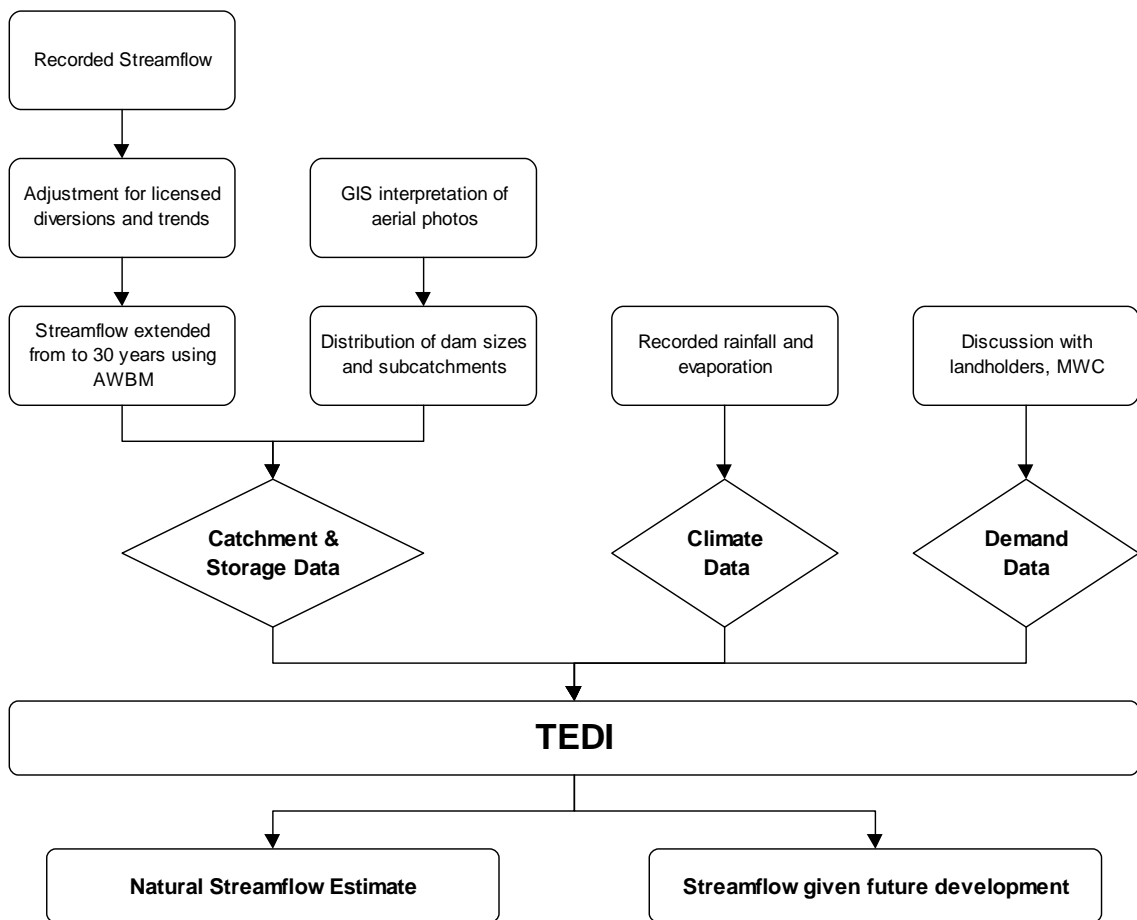 Recorded Streamflow
Adjustment for licensed
diversions and trends
GIS interpretation of
aerial photos
Streamflow extended
from to 30 years using
AWBM
Distribution of dam sizes
and subcatchments
Recorded rainfall and
evaporation
Discussion with
landholders, MWC
Catchment &
Storage Data
Climate
Data
Demand
Data
TEDI
Natural Streamflow Estimate
Streamflow given future development